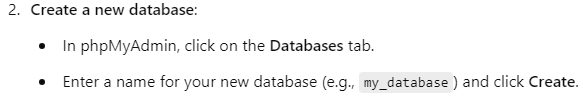 2. Create a new database:
• In phpMyAdmin, click on the Databases tab.
• Enter a name for your new database (e.g., my_database) and click Create.